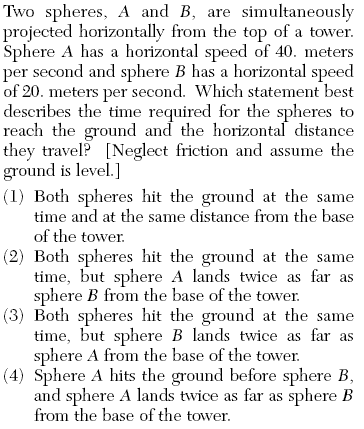 Two spheres, A and B, are simultaneously
projected horizontally from the top of a tower.
Sphere A has a horizontal speed of 40. meters
per second and sphere B has a horizontal speed
of 20. meters per second. Which statement best
describes the time required for the spheres to
reach the ground and the horizontal distance
they travel? [Neglect friction and assume the
ground is level.]
(1) Both spheres hit the ground at the same
time and at the same distance from the base
of the tower.
(2) Both spheres hit the ground at the same
time, but sphere A lands twice as far as
sphere B from the base of the tower.
(3) Both spheres hit the ground at the same
time, but sphere B lands twice as far as
sphere A from the base of the tower.
(4) Sphere A hits the ground before sphere B,
and sphere A lands twice as far as sphere B
from the base of the tower.